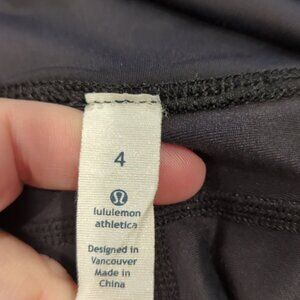 4
lululemon
athletica
Designed in
Vancouver
Made in
China